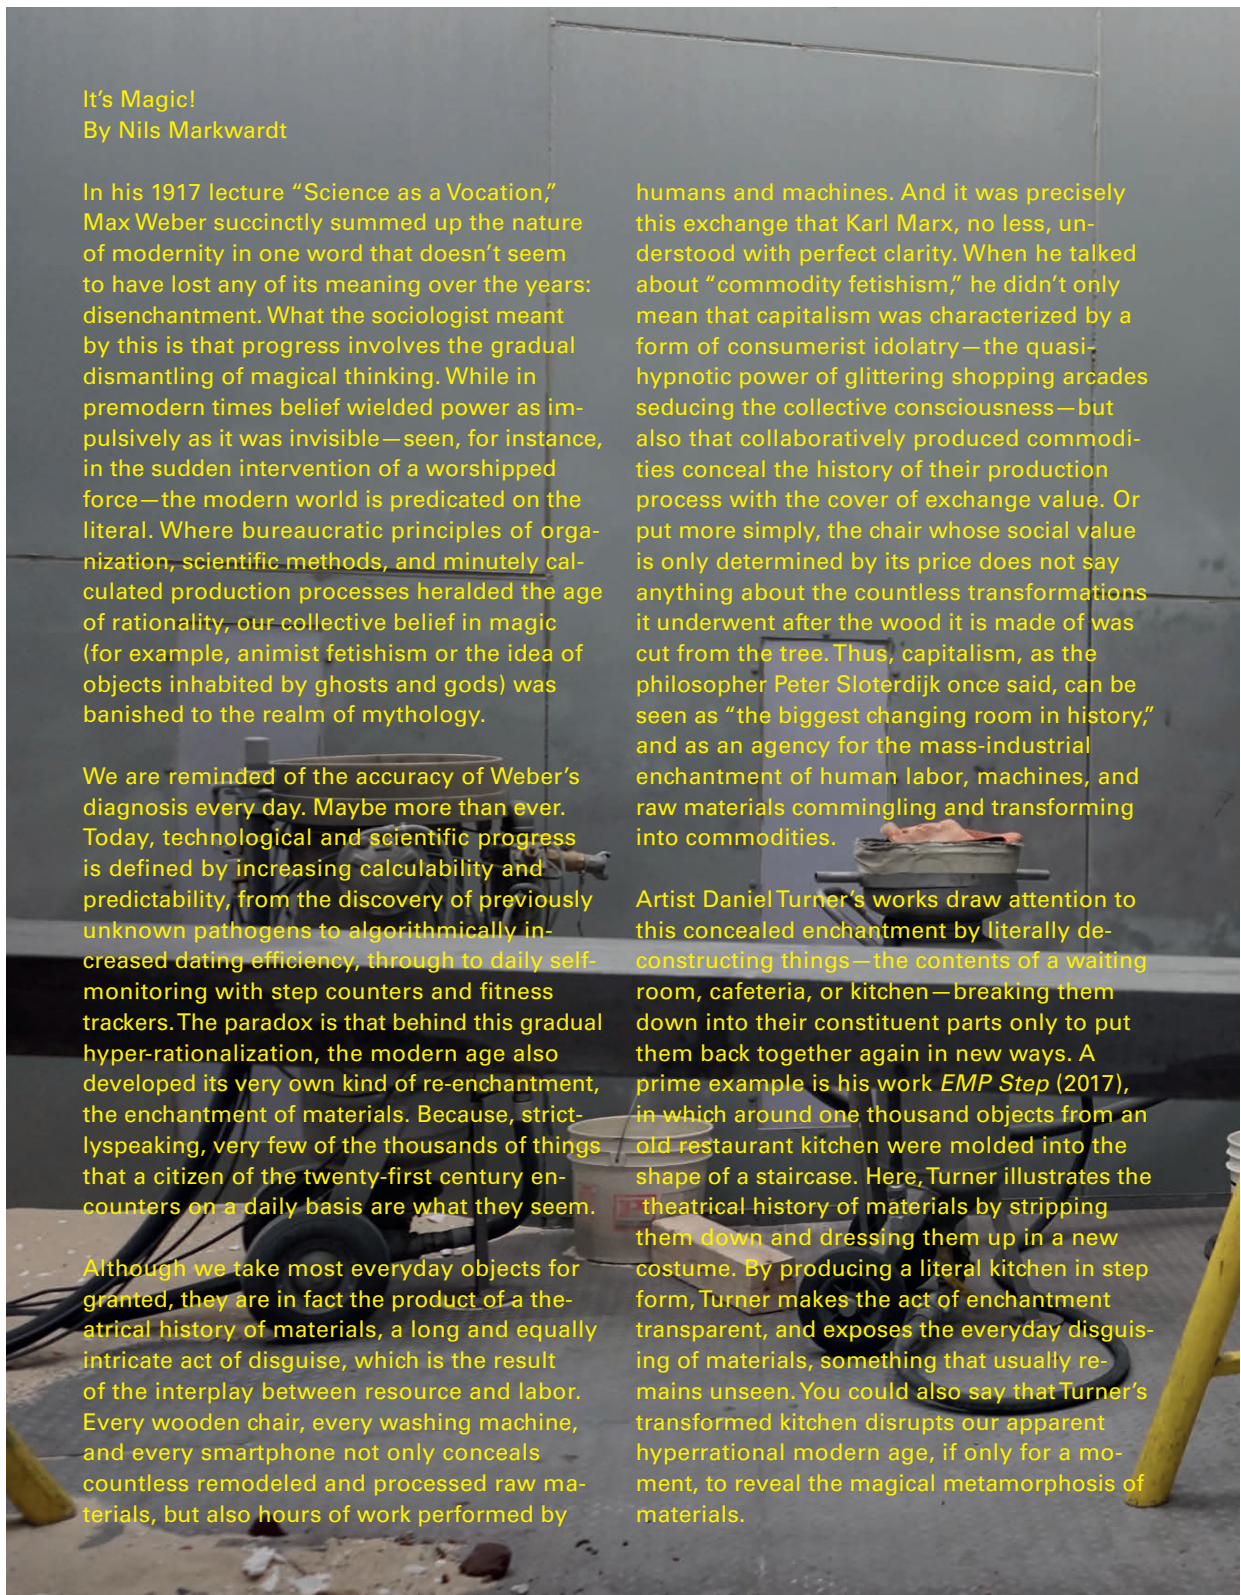 It’s Magic!
By Nils Markwardt
In his 1917 lecture “Science as a Vocation,”
Max Weber succinctly summed up the nature
of modernity in one word that doesn’t seem
to have lost any of its meaning over the years:
disenchantment. What the sociologist meant
by this is that progress involves the gradual
dismantling of magical thinking. While in
premodern times belief wielded power as im-
pulsively as it was invisible—seen, for instance,
in the sudden intervention of a worshipped
force—the modern world is predicated on the
literal. Where bureaucratic principles of orga-
nization, scientific methods, and minutely cal-
culated production processes heralded the age
of rationality, our collective belief in magic
(for example, animist fetishism or the idea of
objects inhabited by ghosts and gods) was
banished to the realm of mythology.
We are reminded of the accuracy of Weber’s
diagnosis every day. Maybe more than ever.
Today, technological and scientific progress
is defined by increasing calculability and
predictability, from the discovery of previously
unknown pathogens to algorithmically in-
creased dating efficiency, through to daily self-
monitoring with step counters and fitness
trackers. The paradox is that behind this gradual
hyper-rationalization, the modern age also
developed its very own kind of re-enchantment,
the enchantment of materials. Because, strict-
lyspeaking, very few of the thousands of things
that a citizen of the twenty-first century en-
counters on a daily basis are what they seem.
Although we take most everyday objects for
granted, they are in fact the product of a the-
atrical history of materials, a long and equally
intricate act of disguise, which is the result
of the interplay between resource and labor.
Every wooden chair, every washing machine,
and every smartphone not only conceals
countless remodeled and processed raw ma-
terials, but also hours of work performed by
humans and machines. And it was precisely
this exchange that Karl Marx, no less, un-
derstood with perfect clarity. When he talked
about “commodity fetishism,” he didn’t only
mean that capitalism was characterized by a
form of consumerist idolatry—the quasi-
hypnotic power of glittering shopping arcades
seducing the collective consciousness—but
also that collaboratively produced commodi-
ties conceal the history of their production
process with the cover of exchange value. Or
put more simply, the chair whose social value
is only determined by its price does not say
anything about the countless transformations
it underwent after the wood it is made of was
cut from the tree. Thus, capitalism, as the
philosopher Peter Sloterdijk once said, can be
seen as “the biggest changing room in history,”
and as an agency for the mass-industrial
enchantment of human labor, machines, and
raw materials commingling and transforming
into commodities.
Artist Daniel Turner’s works draw attention to
this concealed enchantment by literally de-
constructing things—the contents of a waiting
room, cafeteria, or kitchen—breaking them
down into their constituent parts only to put
them back together again in new ways. A
prime example is his work EMP Step (2017),
in which around one thousand objects from an
old restaurant kitchen were molded into the
shape of a staircase. Here, Turner illustrates the
theatrical history of materials by stripping
them down and dressing them up in a new
costume. By producing a literal kitchen in step
form, Turner makes the act of enchantment
transparent, and exposes the everyday disguis-
ing of materials, something that usually re-
mains unseen. You could also say that Turner’s
transformed kitchen disrupts our apparent
hyperrational modern age, if only for a mo-
ment, to reveal the magical metamorphosis of
materials.